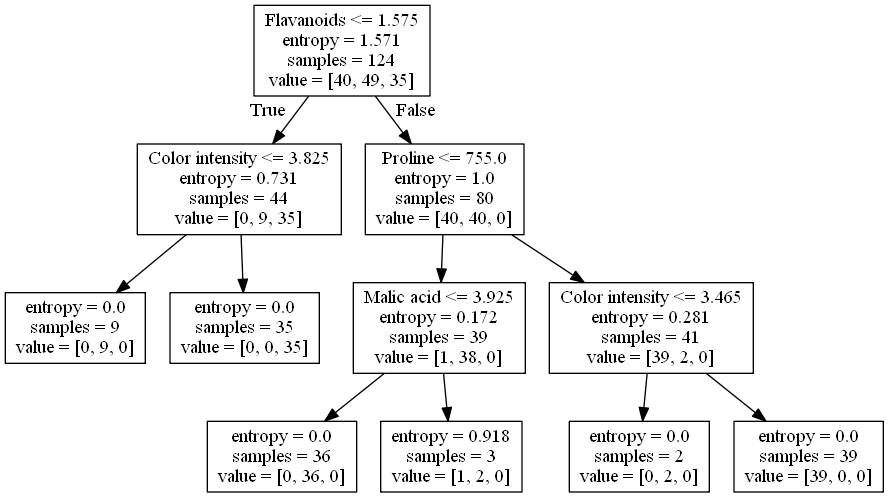 Flavanoids <= 1.575
entropy = 1.571
samples = 124
value = [40, 49, 35]
True
False
Color intensity <= 3.825
entropy = 0.731
samples = 44
value = [0, 9, 35]
Proline <= 755.0
entropy = 1.0
samples = 80
value = [40, 40, 0]
entropy = 0.0
samples = 9
value = [0, 9, 0]
entropy = 0.0
samples = 35
value = [0, 0, 35]
Malic acid <= 3.925
entropy = 0.172
samples = 39
value = [1, 38, 0]
Color intensity <= 3.465
entropy = 0.281
samples = 41
value = [39, 2, 0]
entropy = 0.0
samples = 36
value = [0, 36, 0]
entropy = 0.918
samples = 3
value = [1, 2, 0]
entropy = 0.0
samples = 2
value = [0, 2, 0]
entropy = 0.0
samples = 39
value = [39, 0, 0]